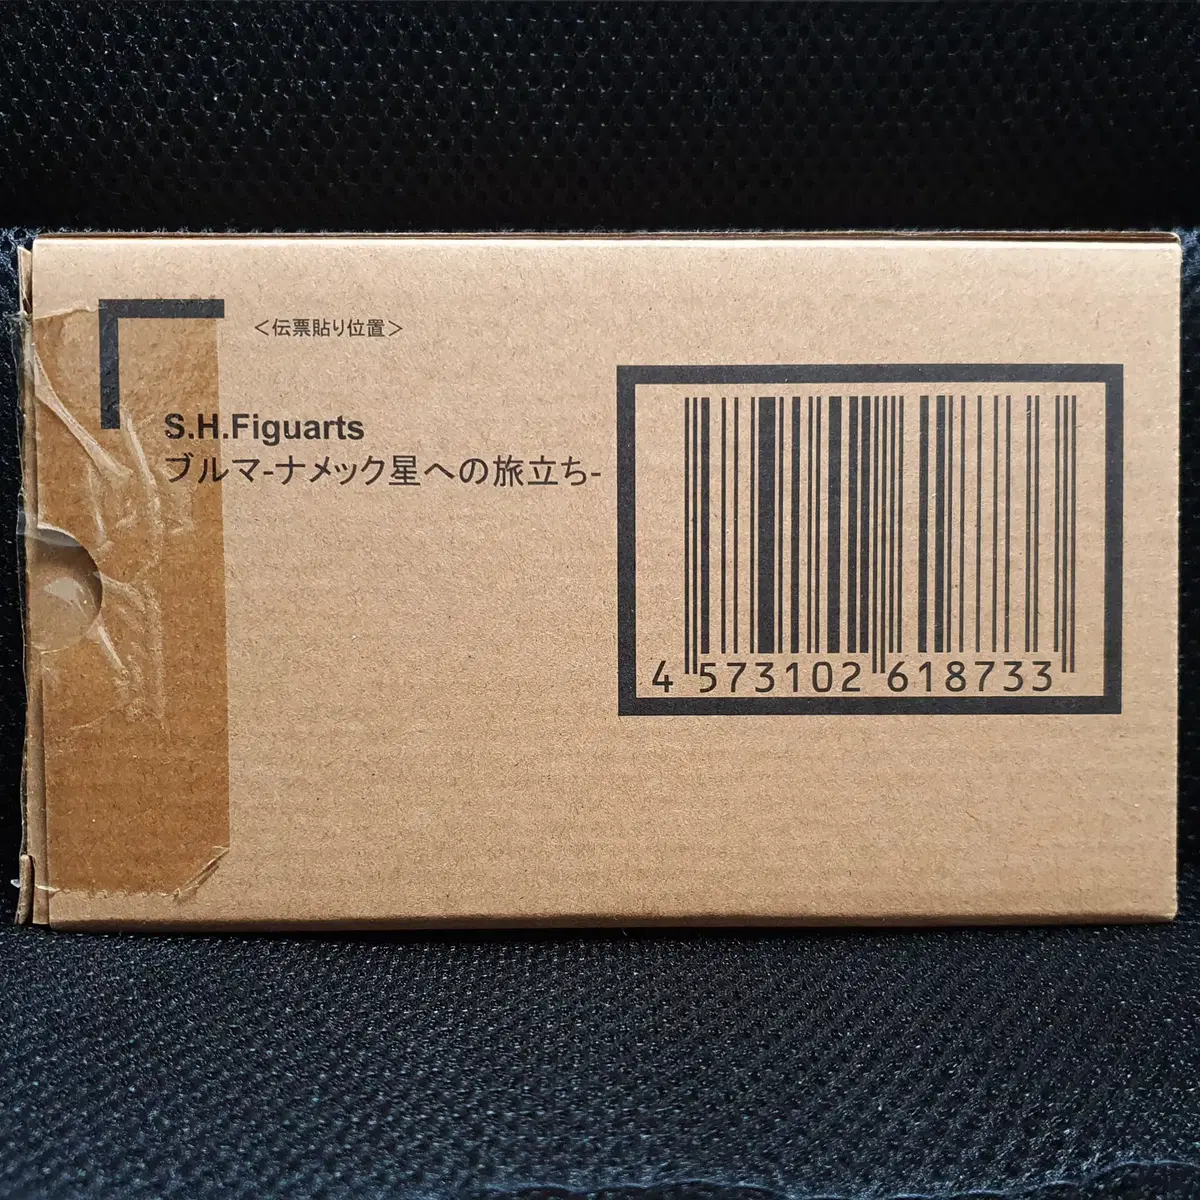 <伝票貼り位置>
S.H.Figuarts
ブルマ-ナメック星への旅立ち-
4 573102 618733